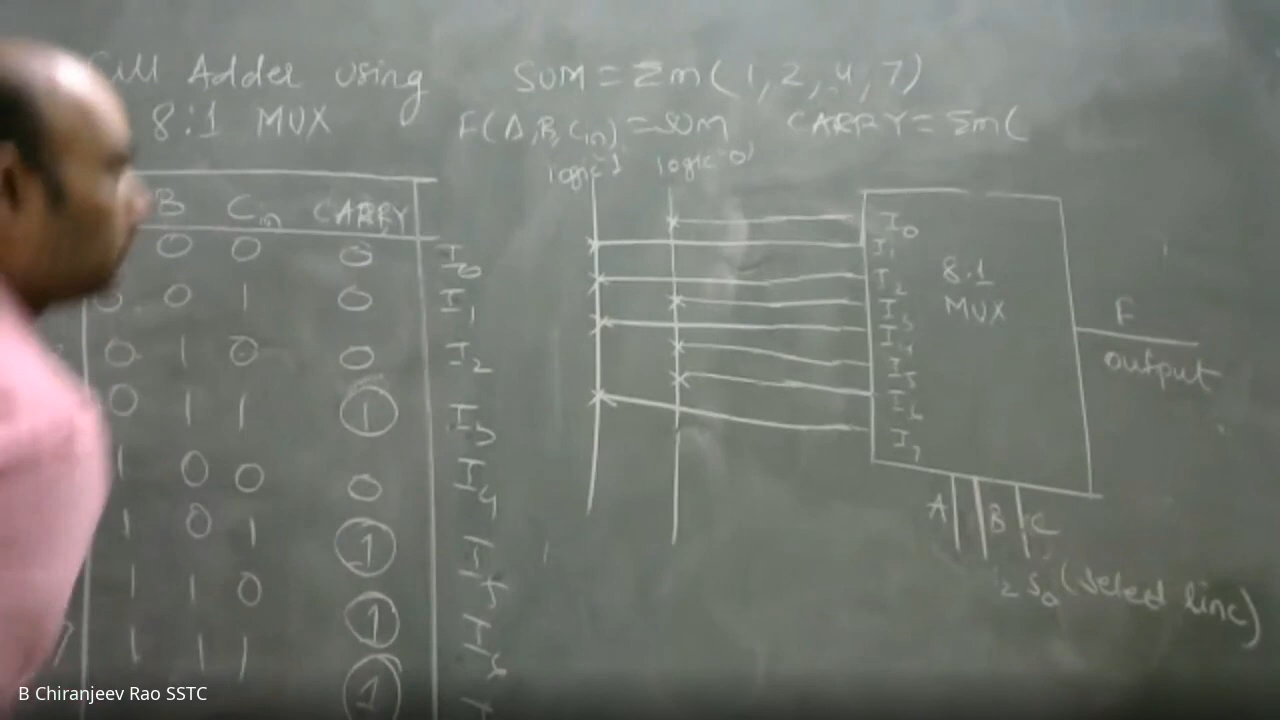 Full Adder using
8:1 MUX
SUM = Σm(1,2,4,7)
F(A,B,Cin) = SUM CARRY = Σm(
logic '1' logic '0'
B Cin CARRY
0 0 0 I0
0 0 1 0 I1
0 1 0 0 I2
0 1 1 1 I3
1 0 0 0 I4
1 0 1 1 I5
1 1 0 1 I6
1 1 1 1
I0
I1
I2
I3
I4
I5
I6
I7
8:1
MUX
F
output
A B C
S0 (select line)
B Chiranjeev Rao SSTC